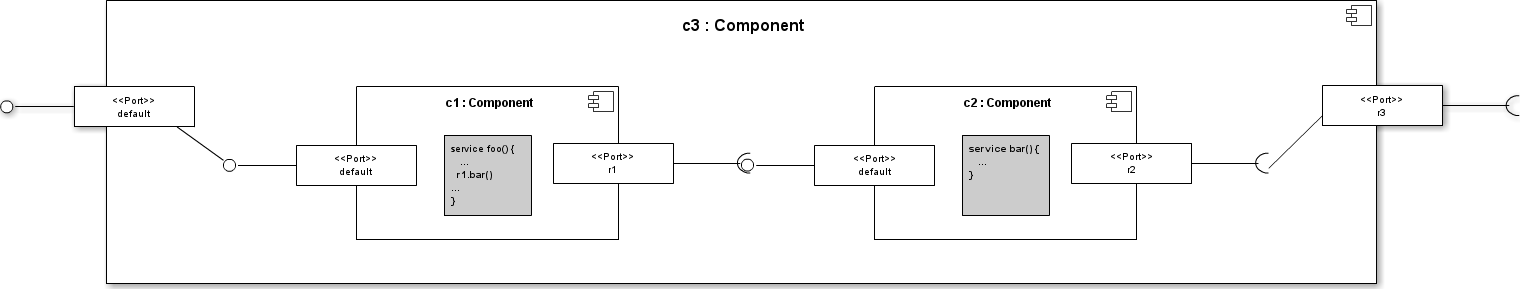 c3 : Component
<<Port>>
default
c1 : Component
<<Port>>
default
service foo() {
...
r1.bar()
...
}
<<Port>>
r1
c2 : Component
<<Port>>
default
service bar() {
...
}
<<Port>>
r2
<<Port>>
r3